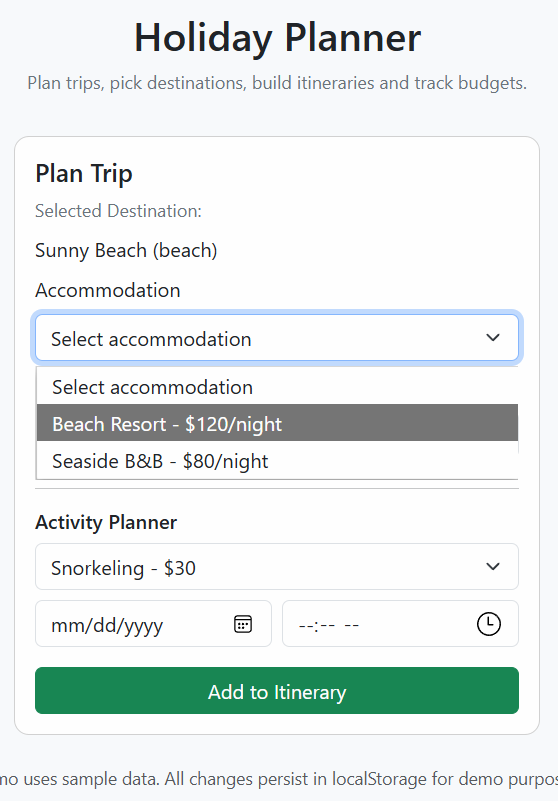 Holiday Planner
Plan trips, pick destinations, build itineraries and track budgets.
Plan Trip
Selected Destination:
Sunny Beach (beach)
Accommodation
Select accommodation
Select accommodation
Beach Resort - $120/night
Seaside B&B - $80/night
Activity Planner
Snorkeling - $30
mm/dd/yyyy
--:-- --
Add to Itinerary
uses sample data. All changes persist in localStorage for demo